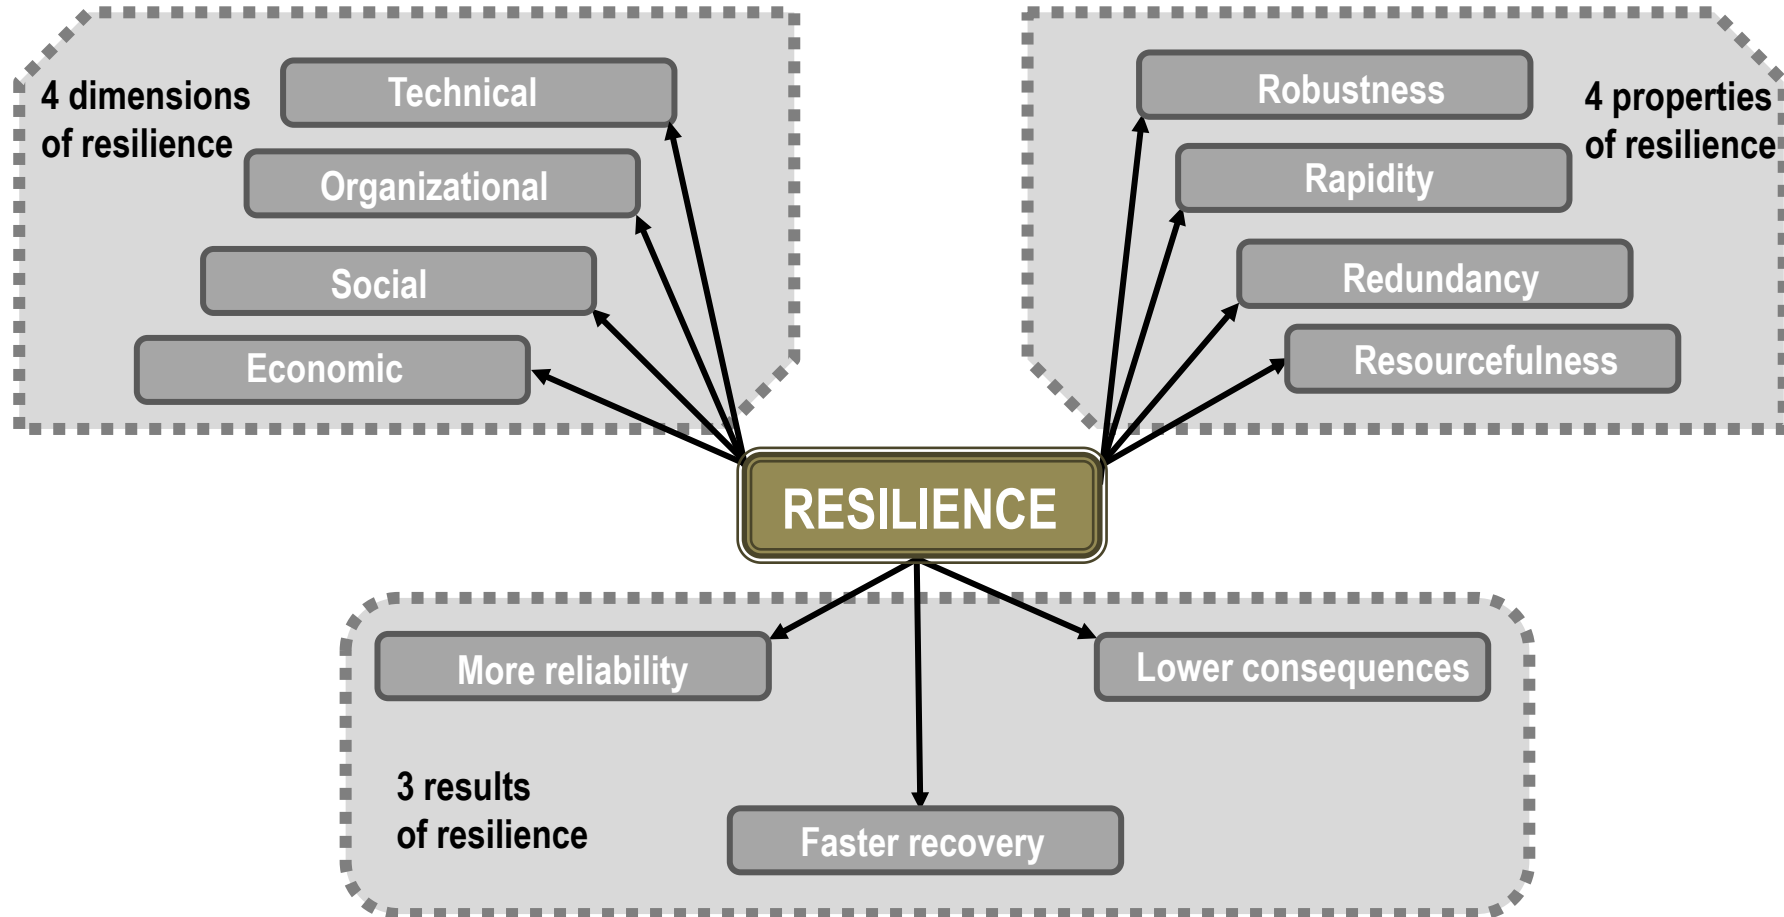 4 dimensions
of resilience
Technical
Organizational
Social
Economic
Robustness
Rapidity
Redundancy
Resourcefulness
4 properties
of resilience
RESILIENCE
More reliability
Lower consequences
3 results
of resilience
Faster recovery